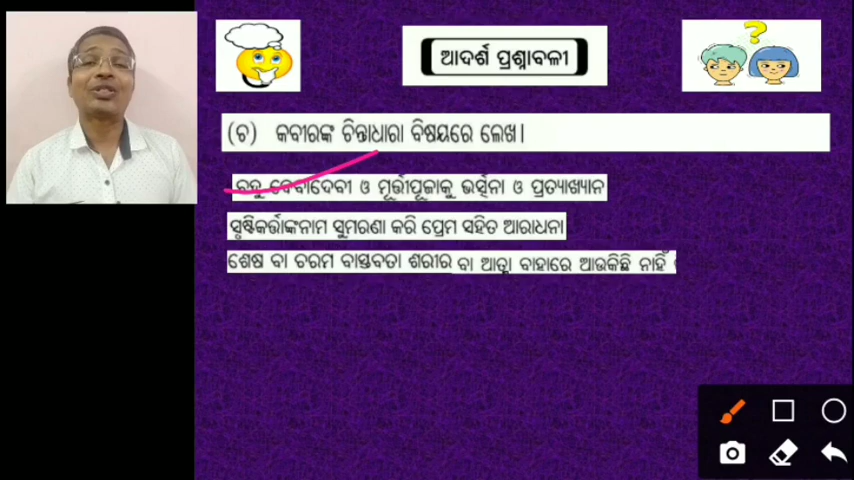 ଆଦର୍ଶ ପ୍ରଶ୍ନାବଳୀ
(ଚ) କବୀରଙ୍କ ଚିନ୍ତାଧାରା ବିଷୟରେ ଲେଖ।
ବହୁ ଦେବାଦେବୀ ଓ ମୂର୍ତ୍ତୀପୂଜାକୁ ଭର୍ତ୍ସନା ଓ ପ୍ରତ୍ୟାଖ୍ୟାନ
ସୃଷ୍ଟିକର୍ତ୍ତାଙ୍କନାମ ସୁମରଣା କରି ପ୍ରେମ ସହିତ ଆରାଧନା
ଶେଷ ବା ଚରମ ବାସ୍ତବତା ଶରୀର ବା ଆତ୍ମା ବାହାରେ ଆଉକିଛି ନାହିଁ